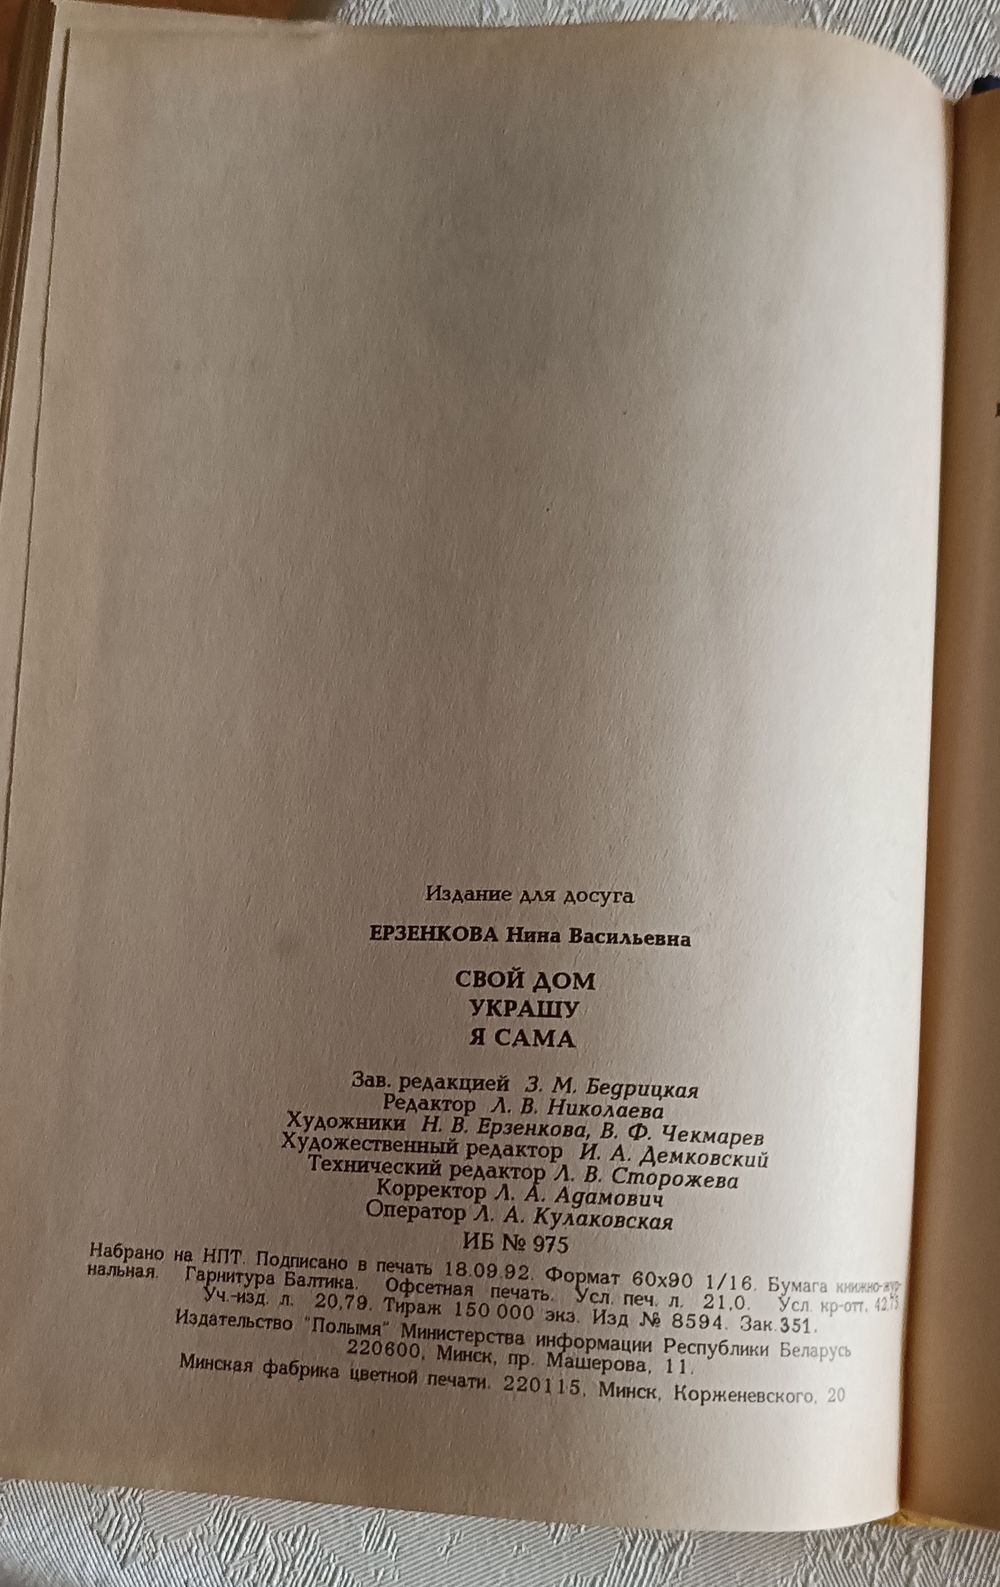 Издание для досуга
ЕРЗЕНКОВА Нина Васильевна
СВОЙ ДОМ
УКРАШУ
Я САМА
Зав. редакцией З. М. Бедрицкая
Редактор Л. В. Николаева
Художники Н. В. Ерзенкова, В. Ф. Чекмарев
Художественный редактор И. А. Демковский
Технический редактор Л. В. Сторожева
Корректор Л. А. Адамович
Оператор Л. А. Кулаковская
ИБ № 975
Набрано на НПТ. Подписано в печать 18.09.92. Формат 60х90 1/16. Бумага книжно-жур-
нальная. Гарнитура Балтика. Офсетная печать. Усл. печ. л. 21,0. Усл. кр-отт. 42,75.
Уч.-изд. л. 20,79. Тираж 150 000 экз. Изд № 8594. Зак.351.
Издательство "Полымя" Министерства информации Республики Беларусь
220600, Минск, пр. Машерова, 11.
Минская фабрика цветной печати. 220115, Минск, Корженевского, 20